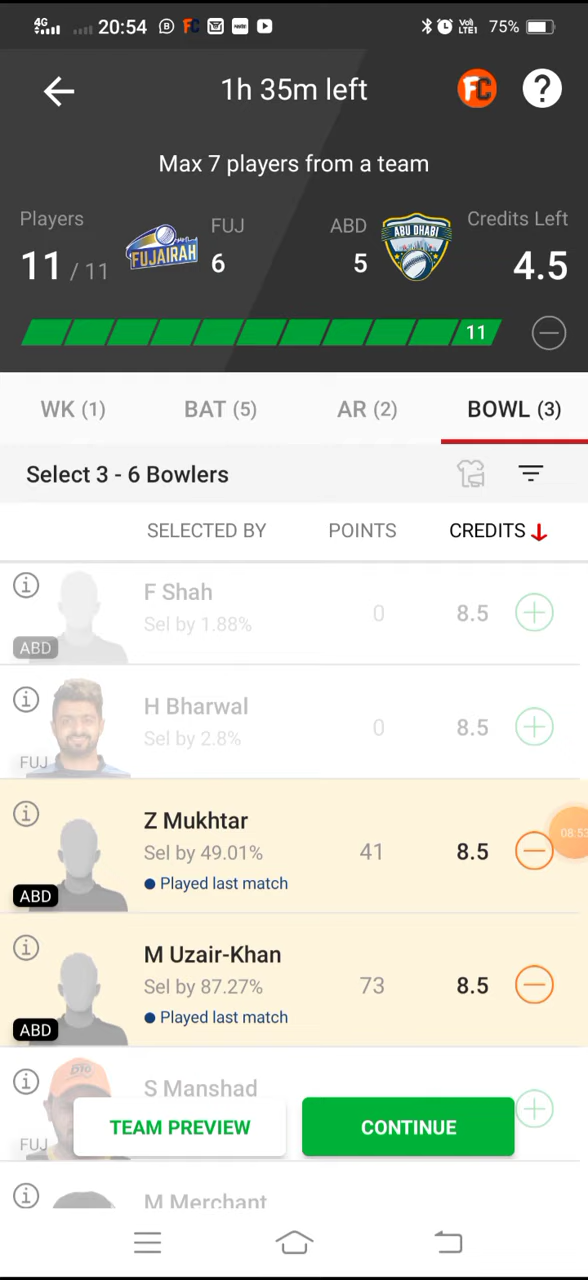 4G 20:54 75%
1h 35m left
FC
?
Max 7 players from a team
Players FUJ ABD Credits Left
11 / 11 FUJAIRAH 6 5 ABU DHABI 4.5
11
WK (1) BAT (5) AR (2) BOWL (3)
Select 3 - 6 Bowlers
SELECTED BY POINTS CREDITS
F Shah
Sel by 1.88%
0 8.5
ABD
H Bharwal
Sel by 2.8%
0 8.5
FUJ
Z Mukhtar
Sel by 49.01%
41 8.5
Played last match
ABD
08:53
M Uzair-Khan
Sel by 87.27%
73 8.5
Played last match
ABD
S Manshad
FUJ
TEAM PREVIEW CONTINUE
M Merchant